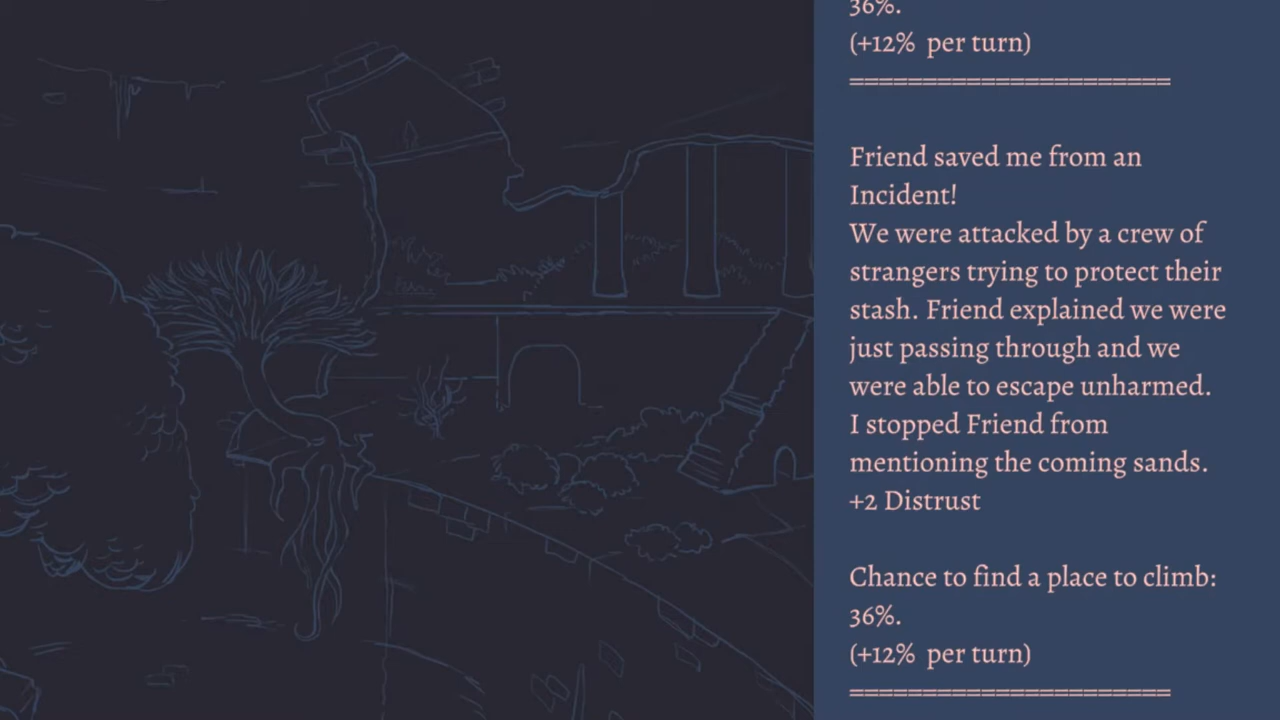 36%.
(+12% per turn)
======================
Friend saved me from an
Incident!
We were attacked by a crew of
strangers trying to protect their
stash. Friend explained we were
just passing through and we
were able to escape unharmed.
I stopped Friend from
mentioning the coming sands.
+2 Distrust
Chance to find a place to climb:
36%.
(+12% per turn)
======================